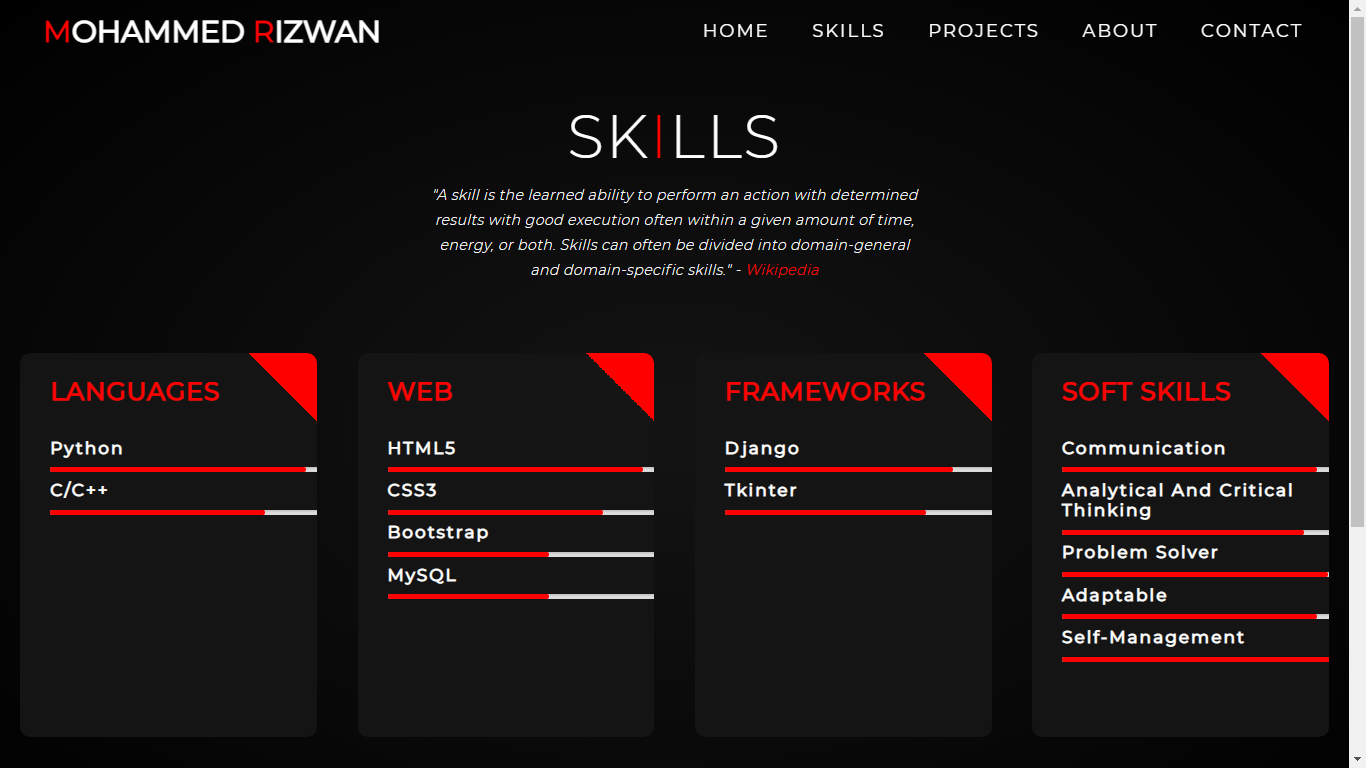 MOHAMMED RIZWAN
HOME
SKILLS
PROJECTS
ABOUT
CONTACT
SKILLS
"A skill is the learned ability to perform an action with determined
results with good execution often within a given amount of time,
energy, or both. Skills can often be divided into domain-general
and domain-specific skills." - Wikipedia
LANGUAGES
Python
C/C++
WEB
HTML5
CSS3
Bootstrap
MySQL
FRAMEWORKS
Django
Tkinter
SOFT SKILLS
Communication
Analytical And Critical
Thinking
Problem Solver
Adaptable
Self-Management